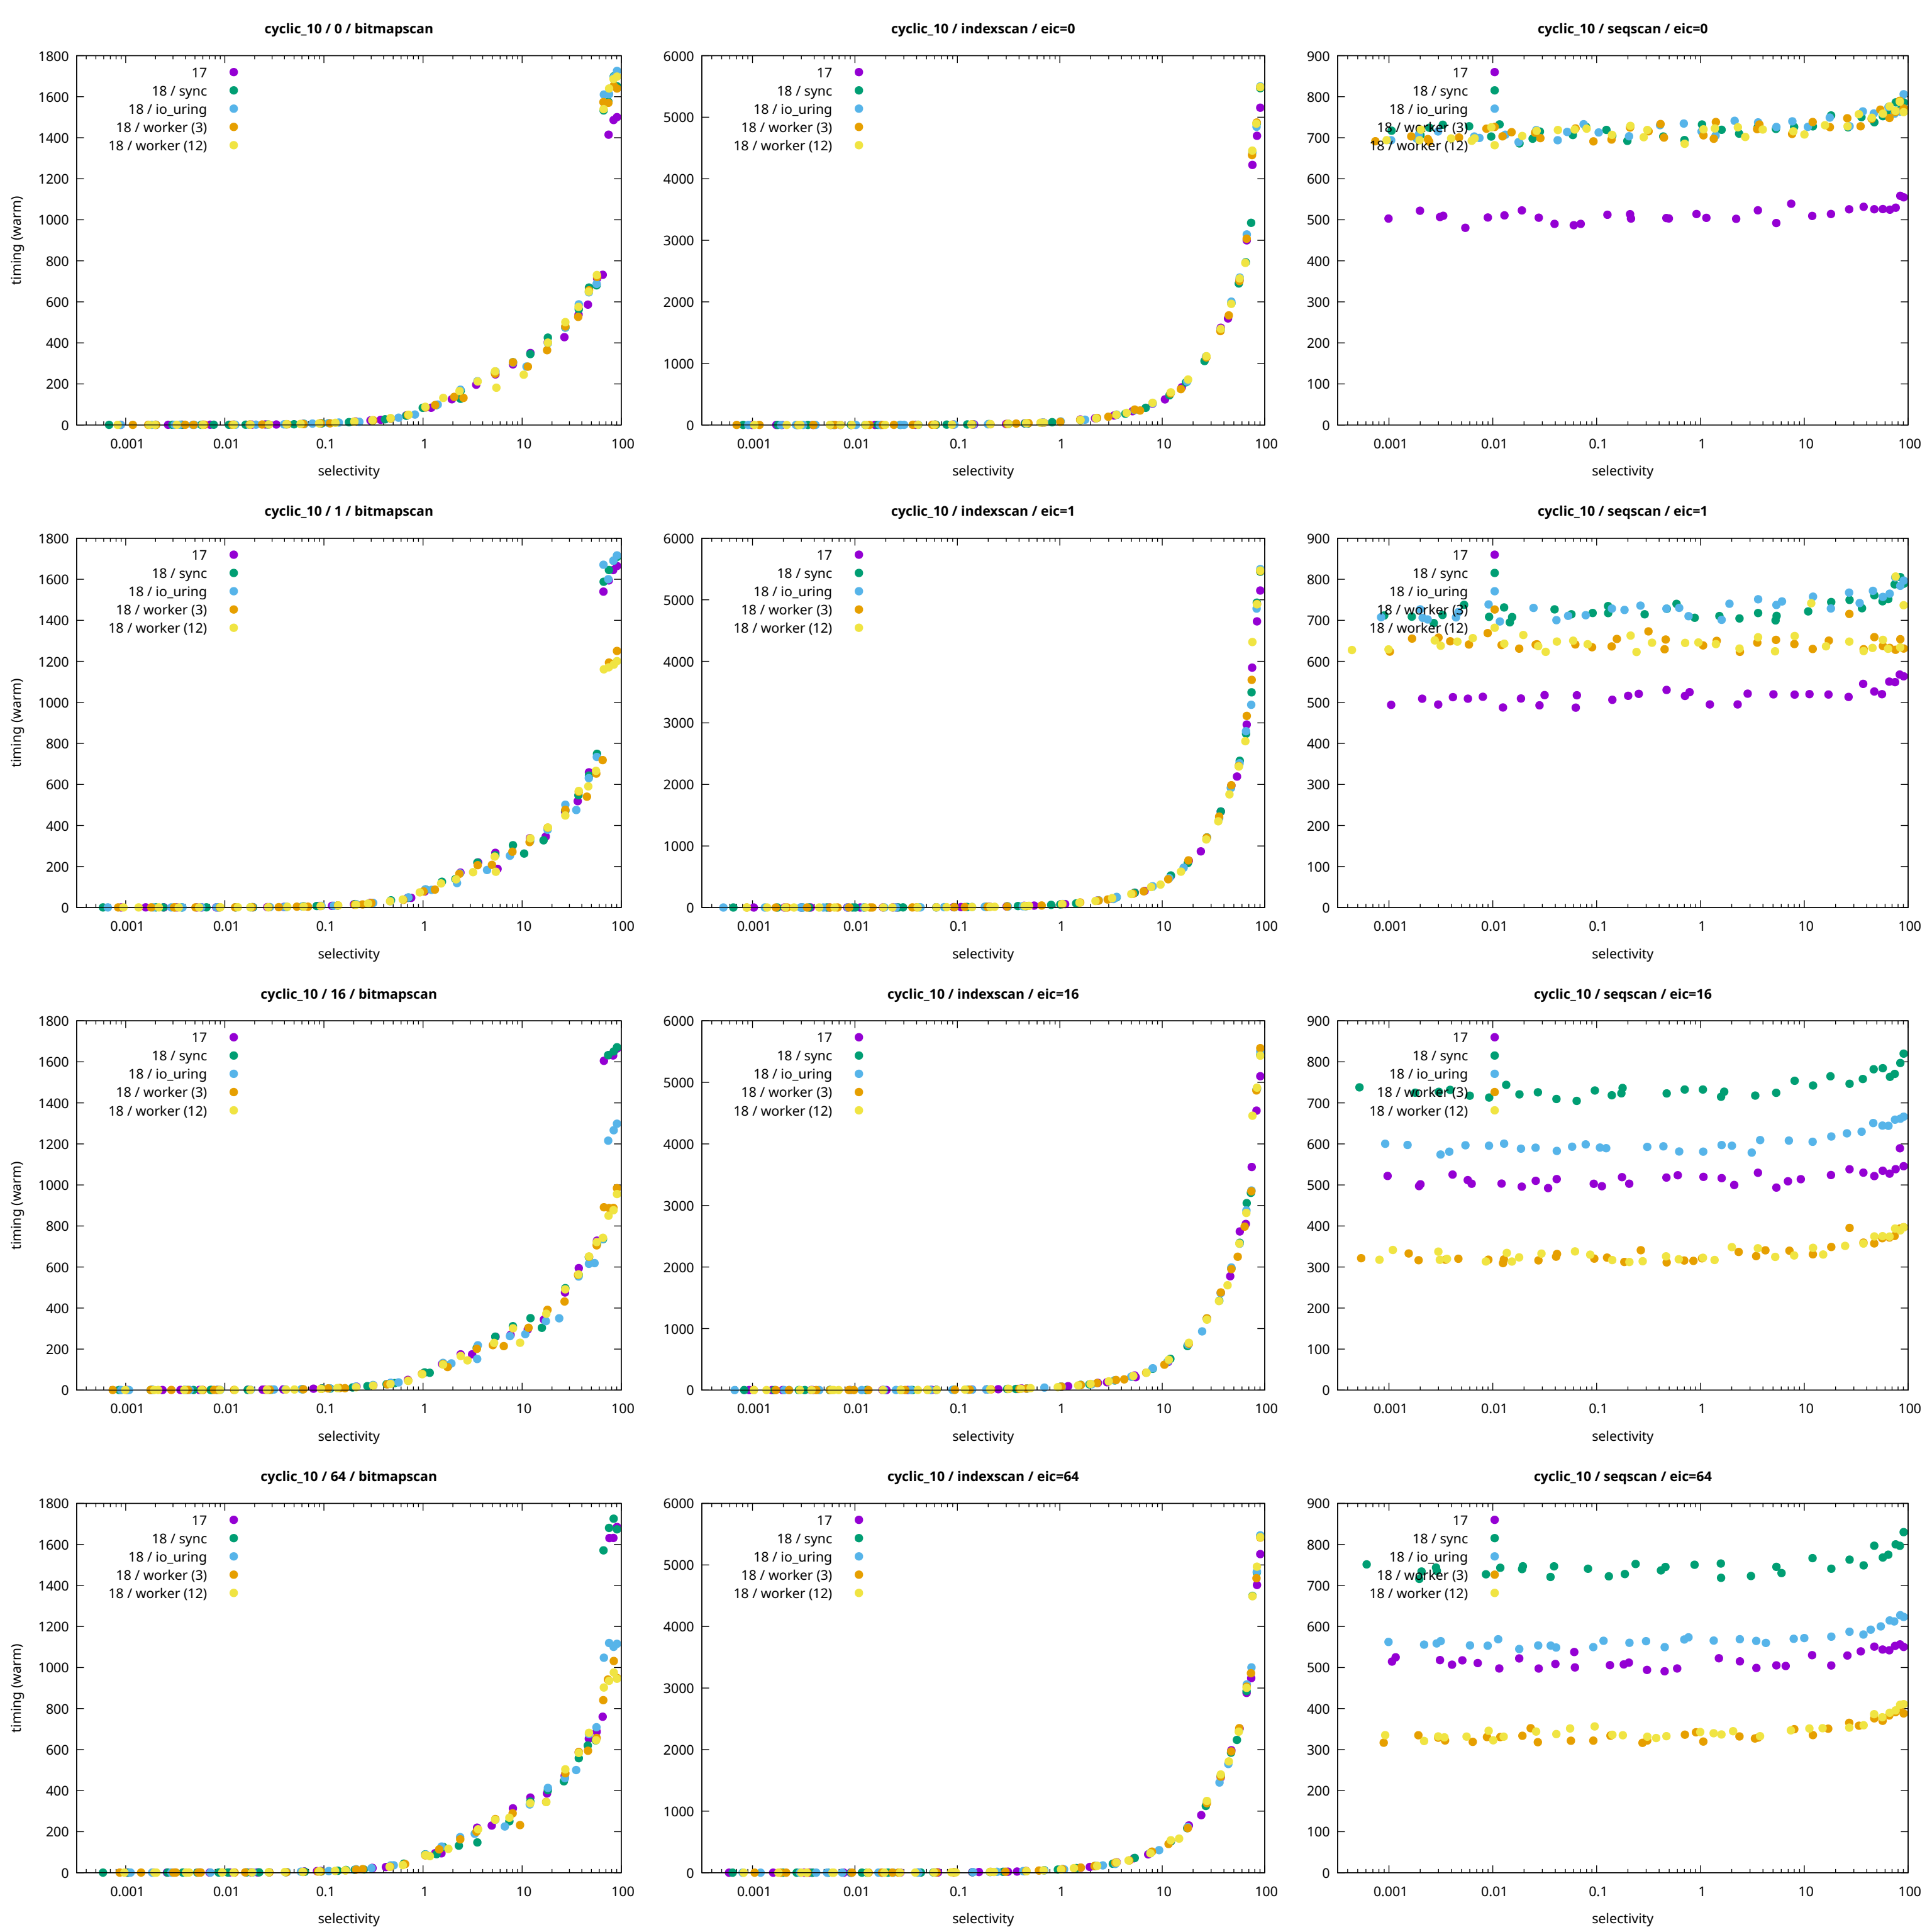 cyclic_10 / 0 / bitmapscan
1800
1600
1400
1200
1000
800
600
400
200
0
timing (warm)
17
18 / sync
18 / io_uring
18 / worker (3)
18 / worker (12)
0.001 0.01 0.1 1 10 100
selectivity
cyclic_10 / indexscan / eic=0
6000
5000
4000
3000
2000
1000
0
17
18 / sync
18 / io_uring
18 / worker (3)
18 / worker (12)
0.001 0.01 0.1 1 10 100
selectivity
cyclic_10 / seqscan / eic=0
900
800
700
600
500
400
300
200
100
0
17
18 / sync
18 / io_uring
18 / worker (3)
18 / worker (12)
0.001 0.01 0.1 1 10 100
selectivity
cyclic_10 / 1 / bitmapscan
1800
1600
1400
1200
1000
800
600
400
200
0
timing (warm)
17
18 / sync
18 / io_uring
18 / worker (3)
18 / worker (12)
0.001 0.01 0.1 1 10 100
selectivity
cyclic_10 / indexscan / eic=1
6000
5000
4000
3000
2000
1000
0
17
18 / sync
18 / io_uring
18 / worker (3)
18 / worker (12)
0.001 0.01 0.1 1 10 100
selectivity
cyclic_10 / seqscan / eic=1
900
800
700
600
500
400
300
200
100
0
17
18 / sync
18 / io_uring
18 / worker (3)
18 / worker (12)
0.001 0.01 0.1 1 10 100
selectivity
cyclic_10 / 16 / bitmapscan
1800
1600
1400
1200
1000
800
600
400
200
0
timing (warm)
17
18 / sync
18 / io_uring
18 / worker (3)
18 / worker (12)
0.001 0.01 0.1 1 10 100
selectivity
cyclic_10 / indexscan / eic=16
6000
5000
4000
3000
2000
1000
0
17
18 / sync
18 / io_uring
18 / worker (3)
18 / worker (12)
0.001 0.01 0.1 1 10 100
selectivity
cyclic_10 / seqscan / eic=16
900
800
700
600
500
400
300
200
100
0
17
18 / sync
18 / io_uring
18 / worker (3)
18 / worker (12)
0.001 0.01 0.1 1 10 100
selectivity
cyclic_10 / 64 / bitmapscan
1800
1600
1400
1200
1000
800
600
400
200
0
timing (warm)
17
18 / sync
18 / io_uring
18 / worker (3)
18 / worker (12)
0.001 0.01 0.1 1 10 100
selectivity
cyclic_10 / indexscan / eic=64
6000
5000
4000
3000
2000
1000
0
17
18 / sync
18 / io_uring
18 / worker (3)
18 / worker (12)
0.001 0.01 0.1 1 10 100
selectivity
cyclic_10 / seqscan / eic=64
900
800
700
600
500
400
300
200
100
0
17
18 / sync
18 / io_uring
18 / worker (3)
18 / worker (12)
0.001 0.01 0.1 1 10 100
selectivity